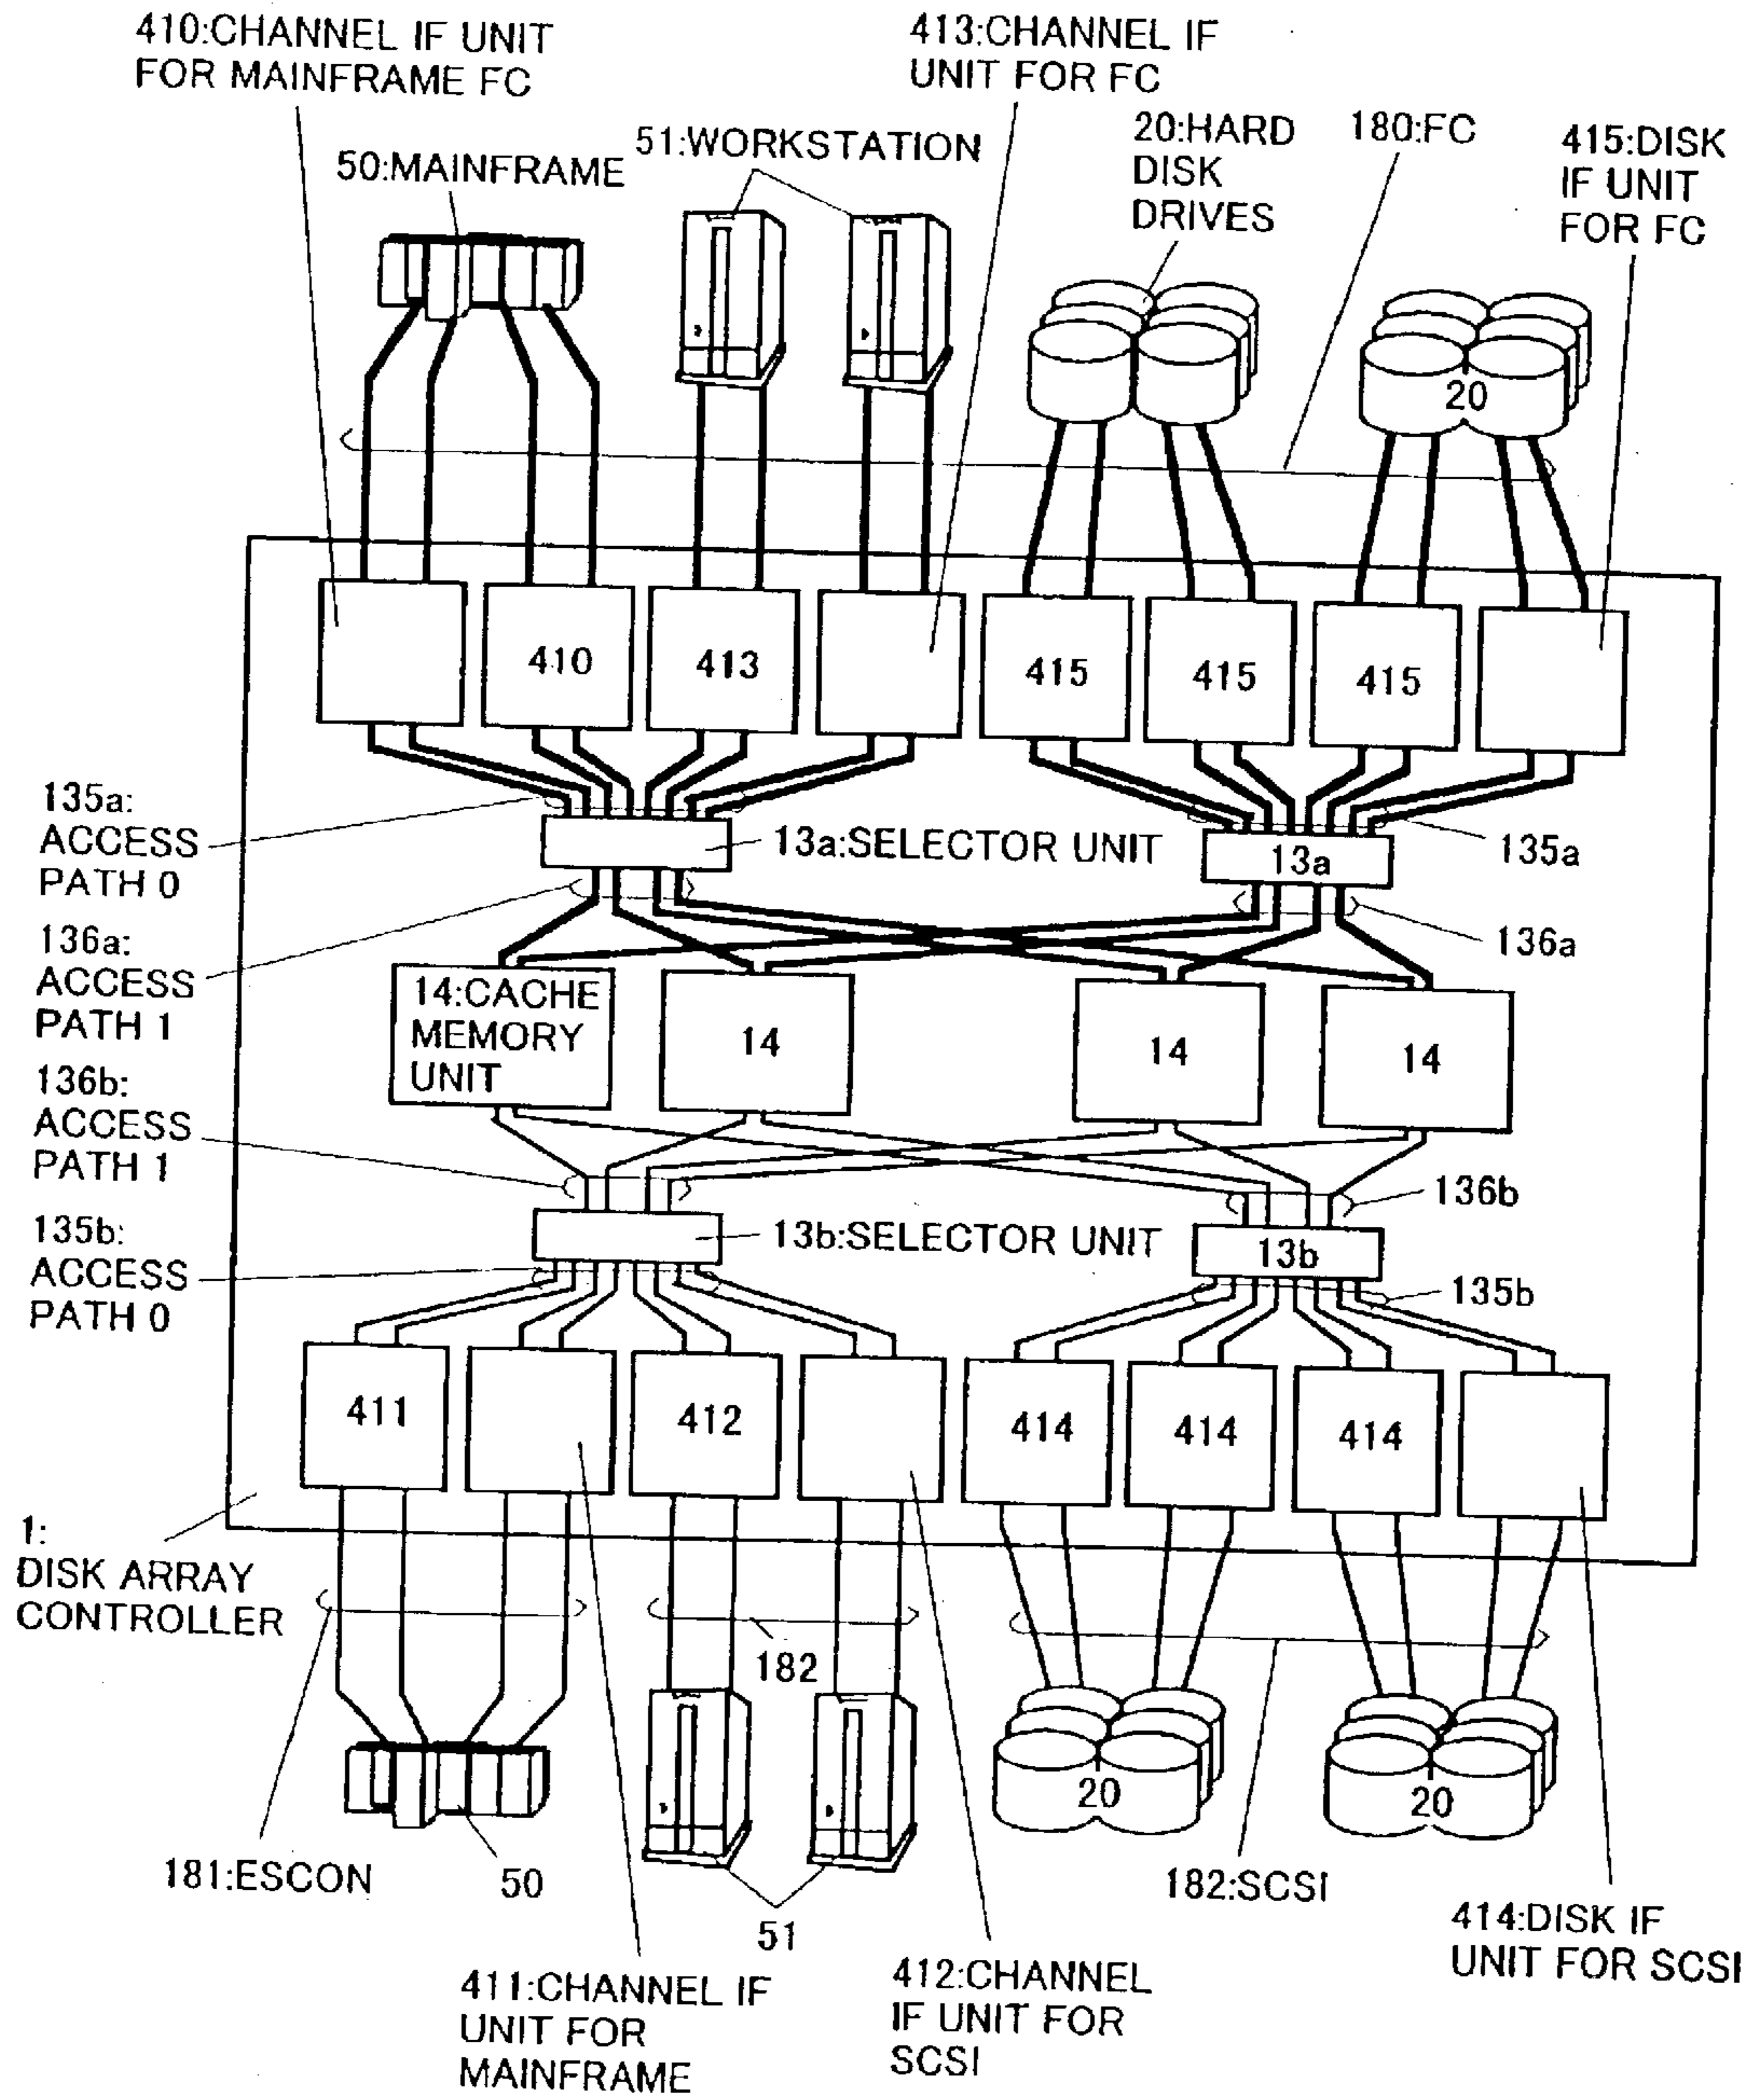 410:CHANNEL IF UNIT
FOR MAINFRAME FC
413:CHANNEL IF
UNIT FOR FC
50:MAINFRAME
51:WORKSTATION
20:HARD
DISK
DRIVES
180:FC
415:DISK
IF UNIT
FOR FC
20
410
413
415
415
415
135a:
ACCESS
PATH 0
13a:SELECTOR UNIT
13a
135a
136a:
ACCESS
PATH 1
136a
14:CACHE
MEMORY
UNIT
14
14
14
136b:
ACCESS
PATH 1
136b
135b:
ACCESS
PATH 0
13b:SELECTOR UNIT
13b
135b
411
412
414
414
414
1:
DISK ARRAY
CONTROLLER
182
20
20
181:ESCON
50
51
182:SCSI
414:DISK IF
UNIT FOR SCSI
411:CHANNEL IF
UNIT FOR
MAINFRAME
412:CHANNEL
IF UNIT FOR
SCSI